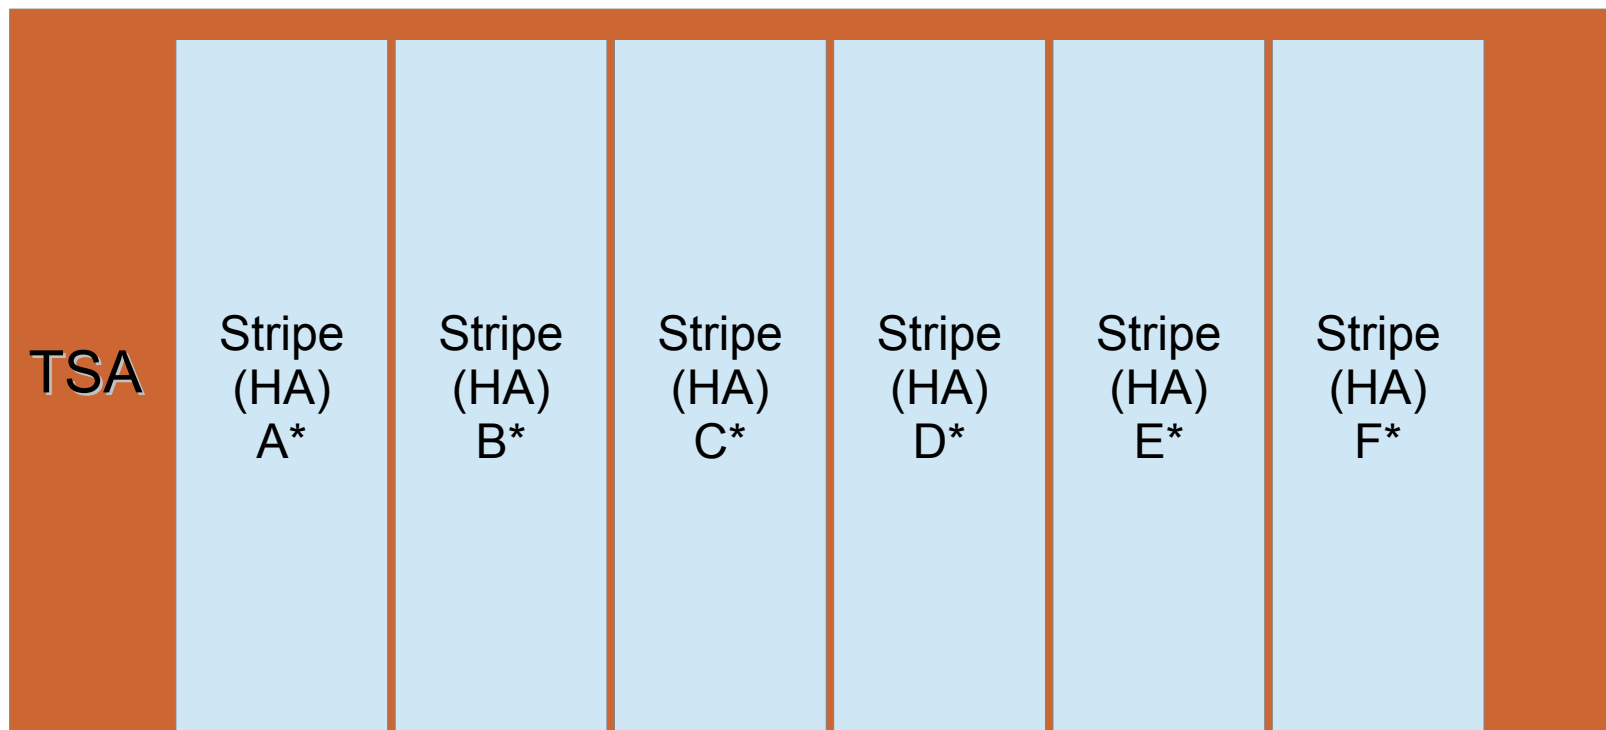 TSA
Stripe
(HA)
A*
Stripe
(HA)
B*
Stripe
(HA)
C*
Stripe
(HA)
D*
Stripe
(HA)
E*
Stripe
(HA)
F*